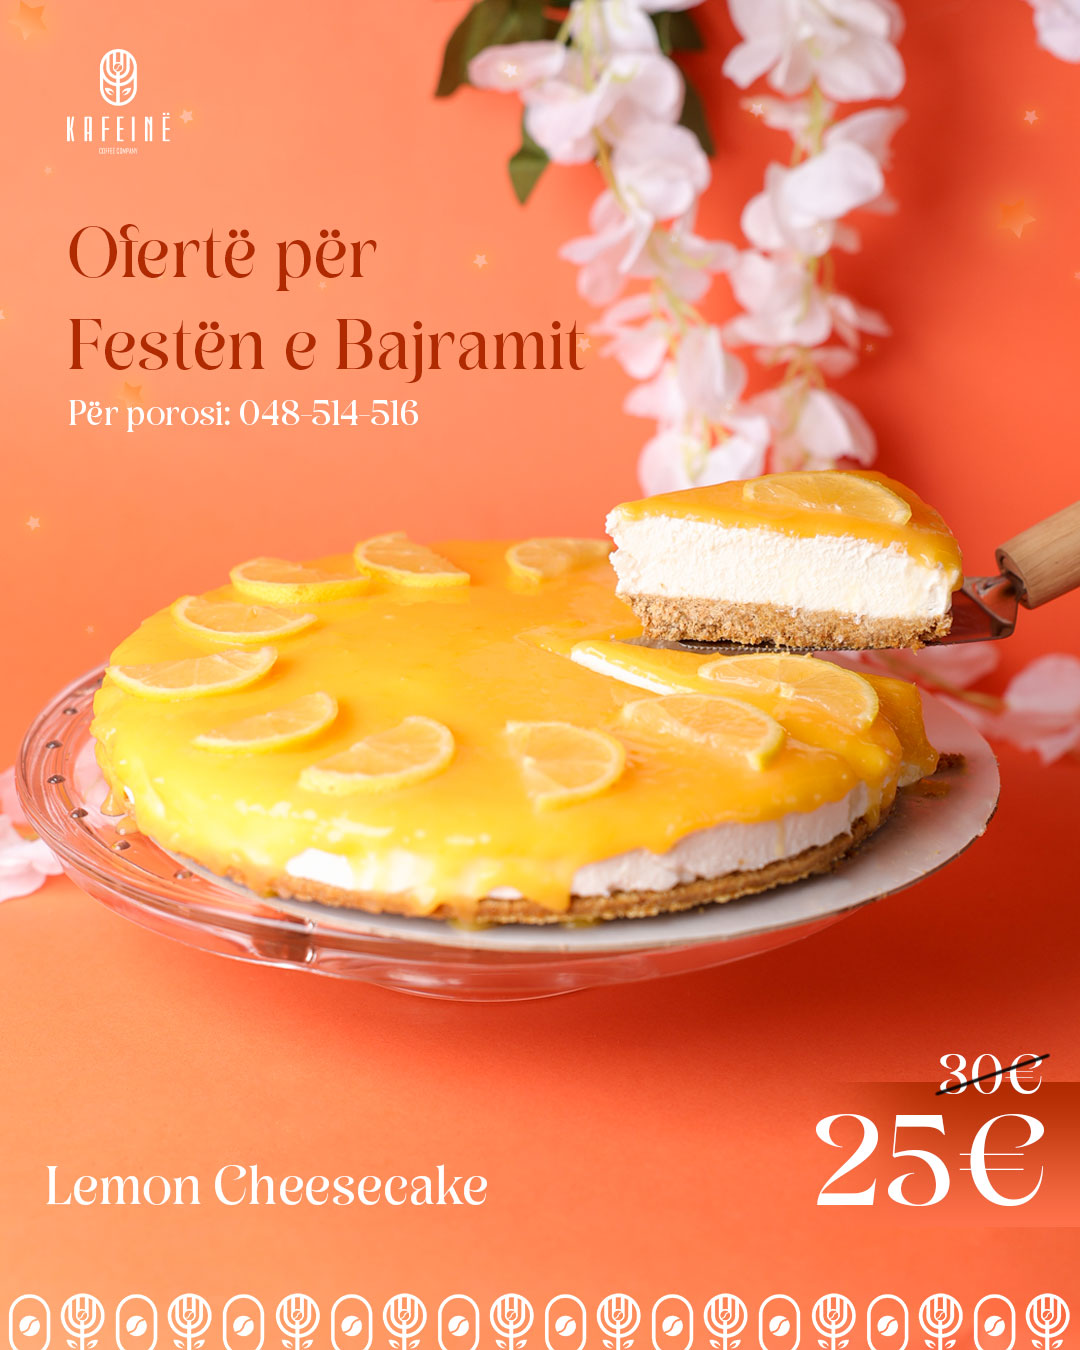 KAFEINË
COFFEE COMPANY
Ofertë për
Festën e Bajramit
Për porosi: 048-514-516
30€
25€
Lemon Cheesecake